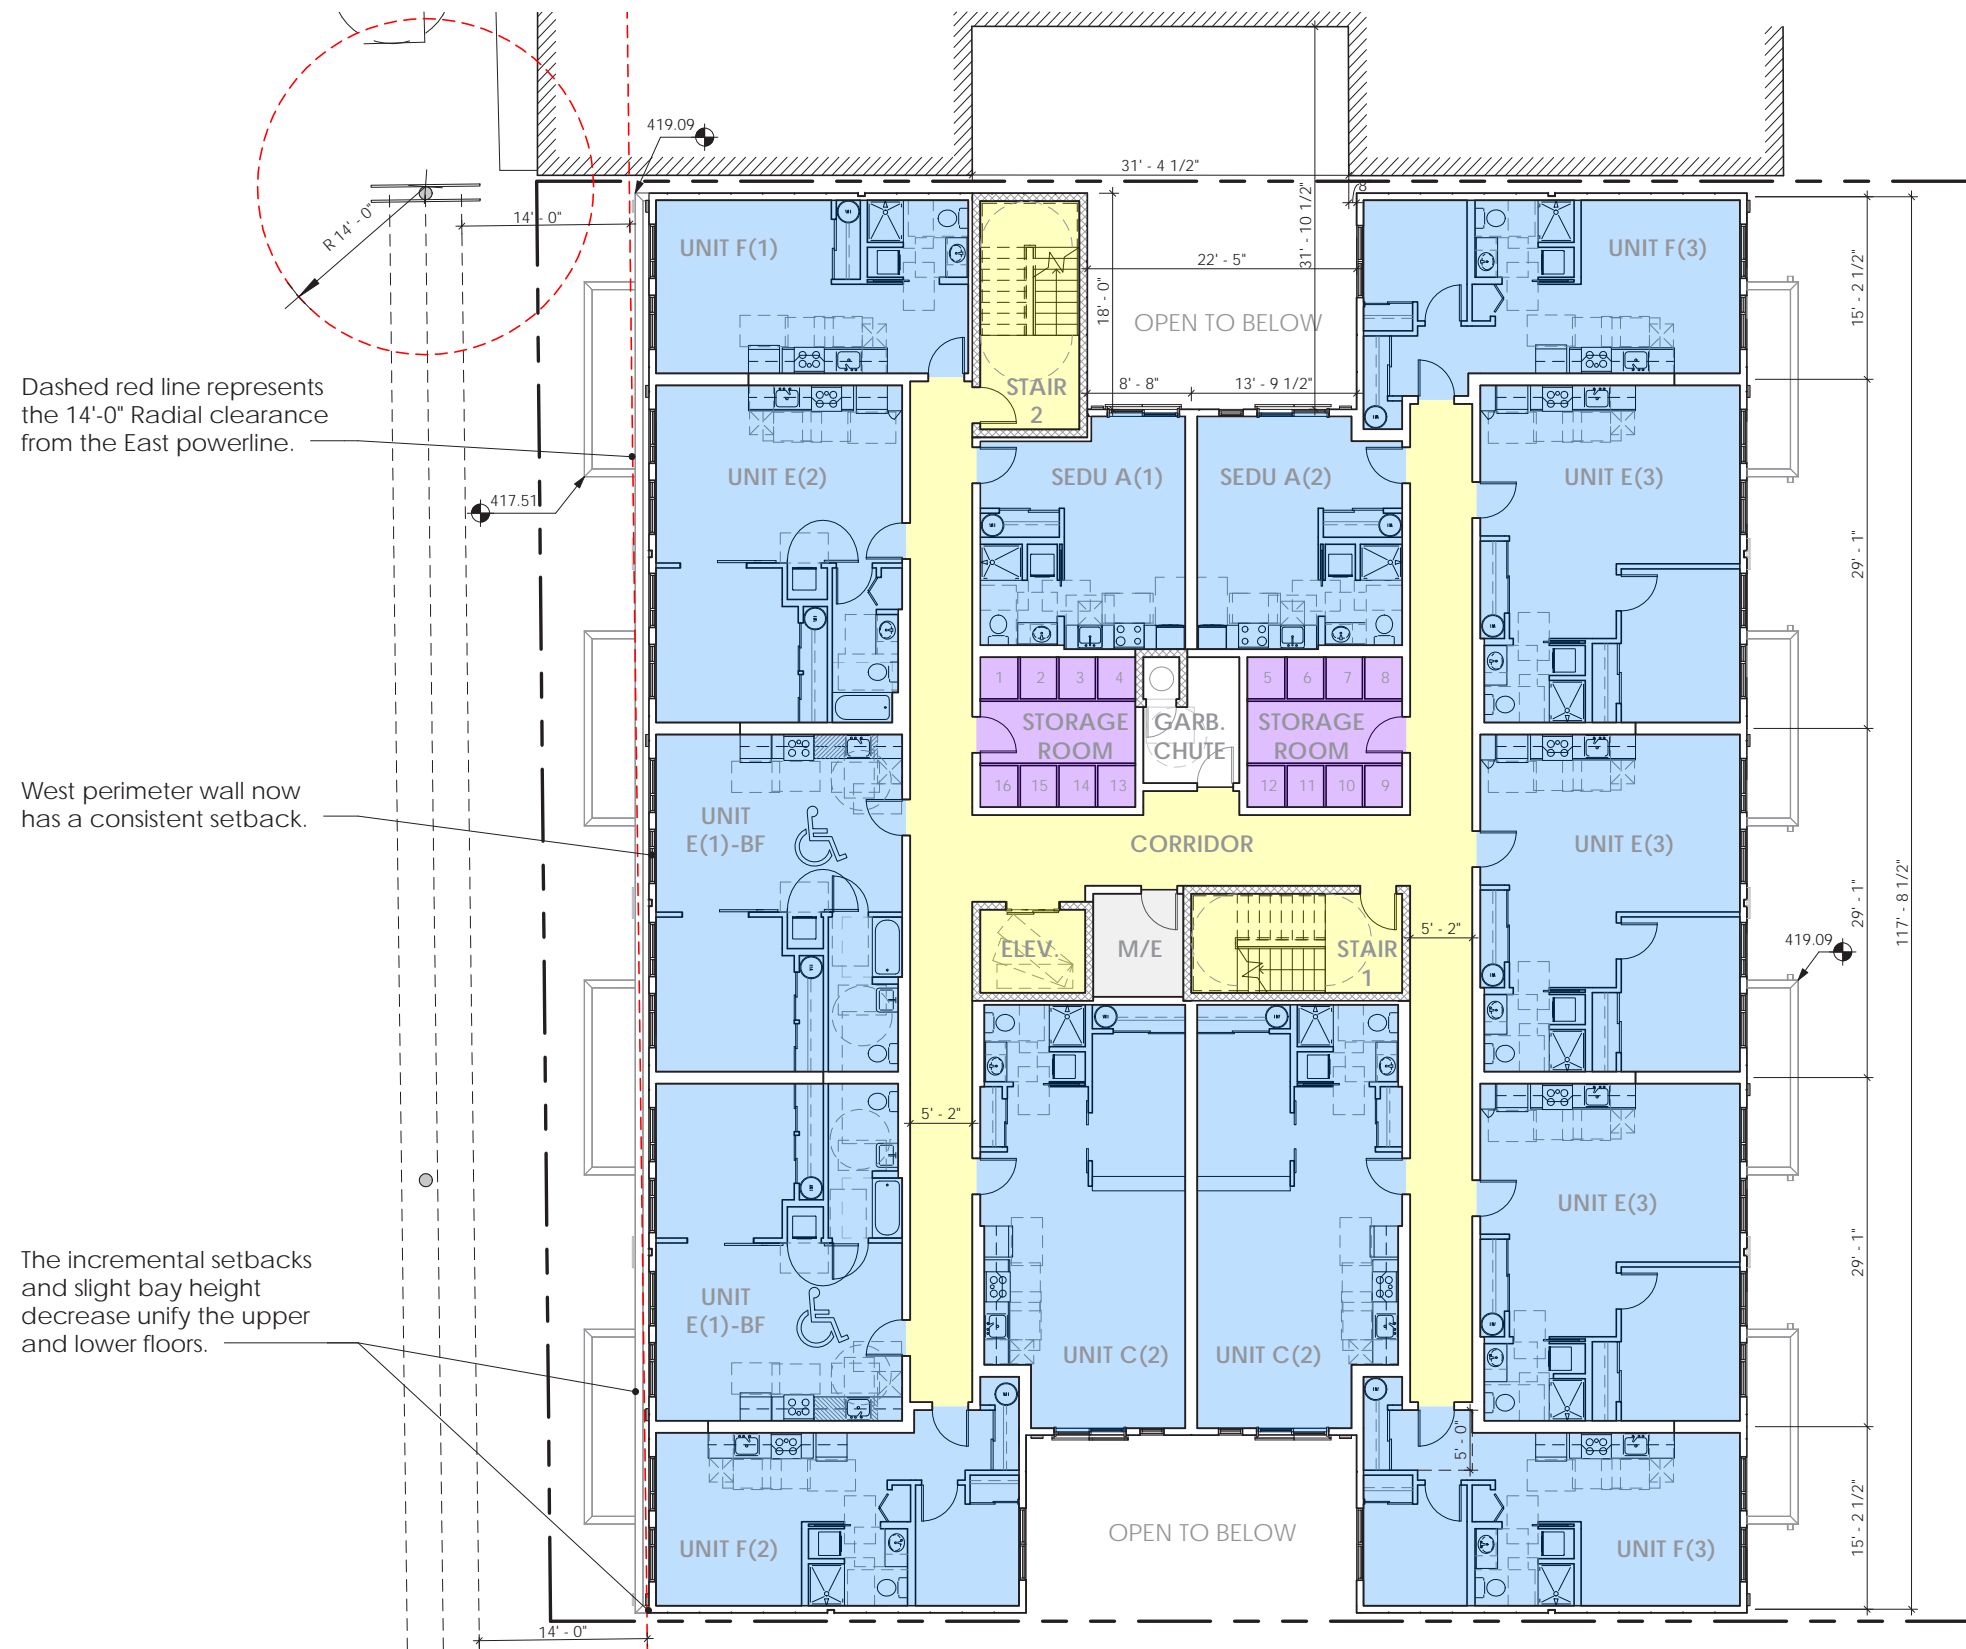 419.09
31' - 4 1/2"
8"
R 14' - 0"
14' - 0"
UNIT F(1)
31' - 10 1/2"
22' - 5"
18' - 0"
OPEN TO BELOW
UNIT F(3)
15' - 2 1/2"
Dashed red line represents
the 14'-0" Radial clearance
from the East powerline.
STAIR
2
8' - 8"
13' - 9 1/2"
417.51
UNIT E(2)
SEDU A(1)
SEDU A(2)
UNIT E(3)
29' - 1"
1 2 3 4
5 6 7 8
STORAGE
ROOM
GARB.
CHUTE
STORAGE
ROOM
16 15 14 13
12 11 10 9
West perimeter wall now
has a consistent setback.
UNIT
E(1)-BF
CORRIDOR
UNIT E(3)
29' - 1"
117' - 8 1/2"
ELEV.
M/E
STAIR
1
5' - 2"
419.09
5' - 2"
UNIT E(3)
29' - 1"
The incremental setbacks
and slight bay height
decrease unify the upper
and lower floors.
UNIT
E(1)-BF
UNIT C(2)
UNIT C(2)
5' - 0"
UNIT F(2)
OPEN TO BELOW
UNIT F(3)
15' - 2 1/2"
14' - 0"